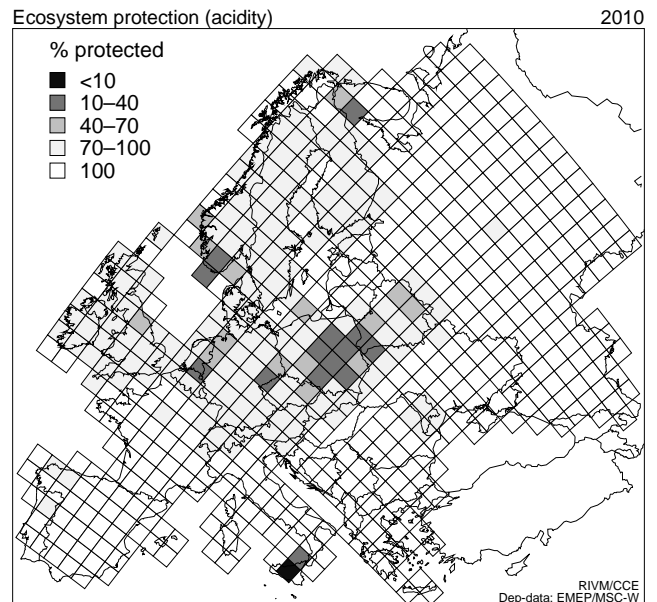 Ecosystem protection (acidity) 2010
% protected
<10
10–40
40–70
70–100
100
RIVM/CCE
Dep-data: EMEP/MSC-W